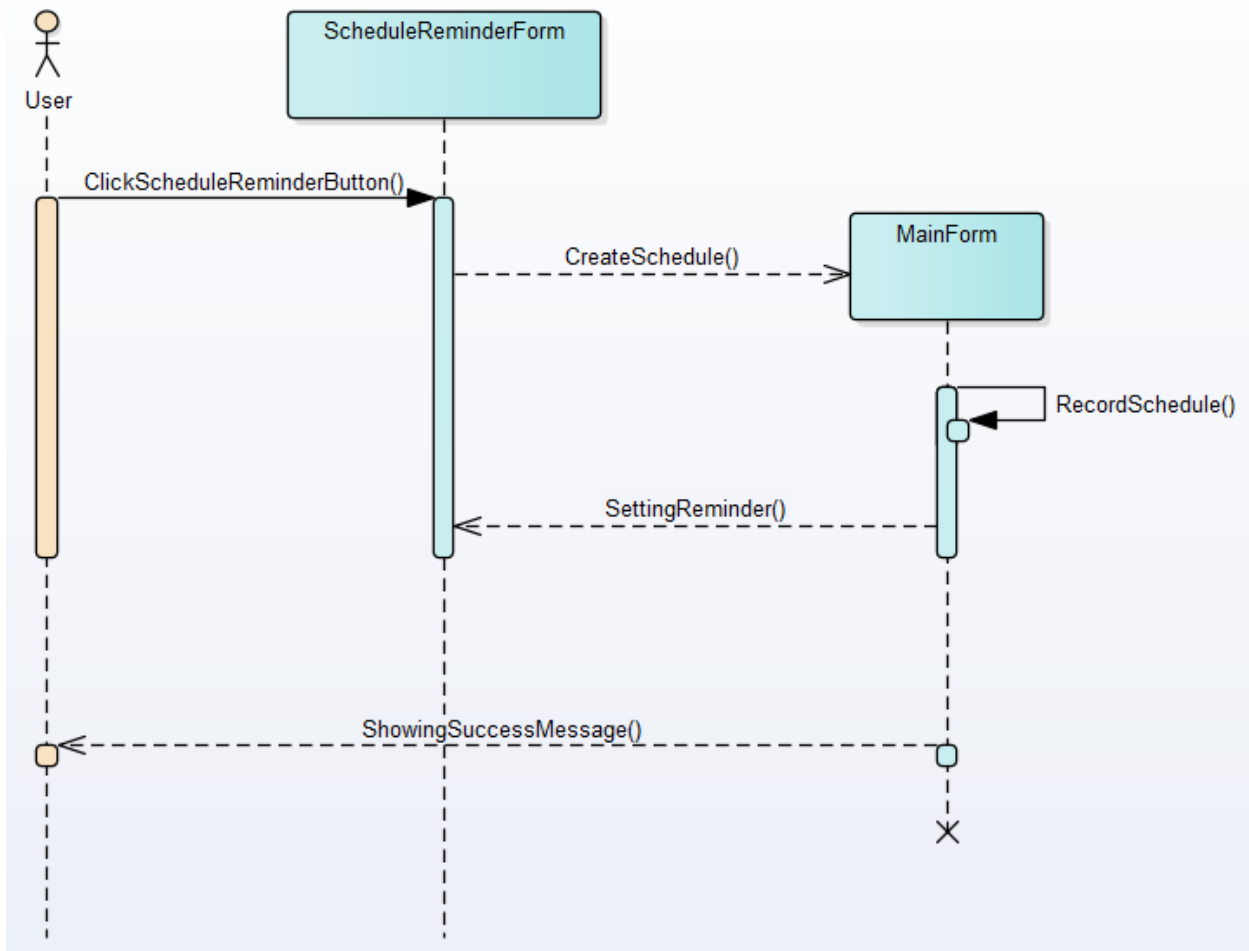 ScheduleReminderForm
User
ClickScheduleReminderButton()
MainForm
CreateSchedule()
RecordSchedule()
SettingReminder()
ShowingSuccessMessage()